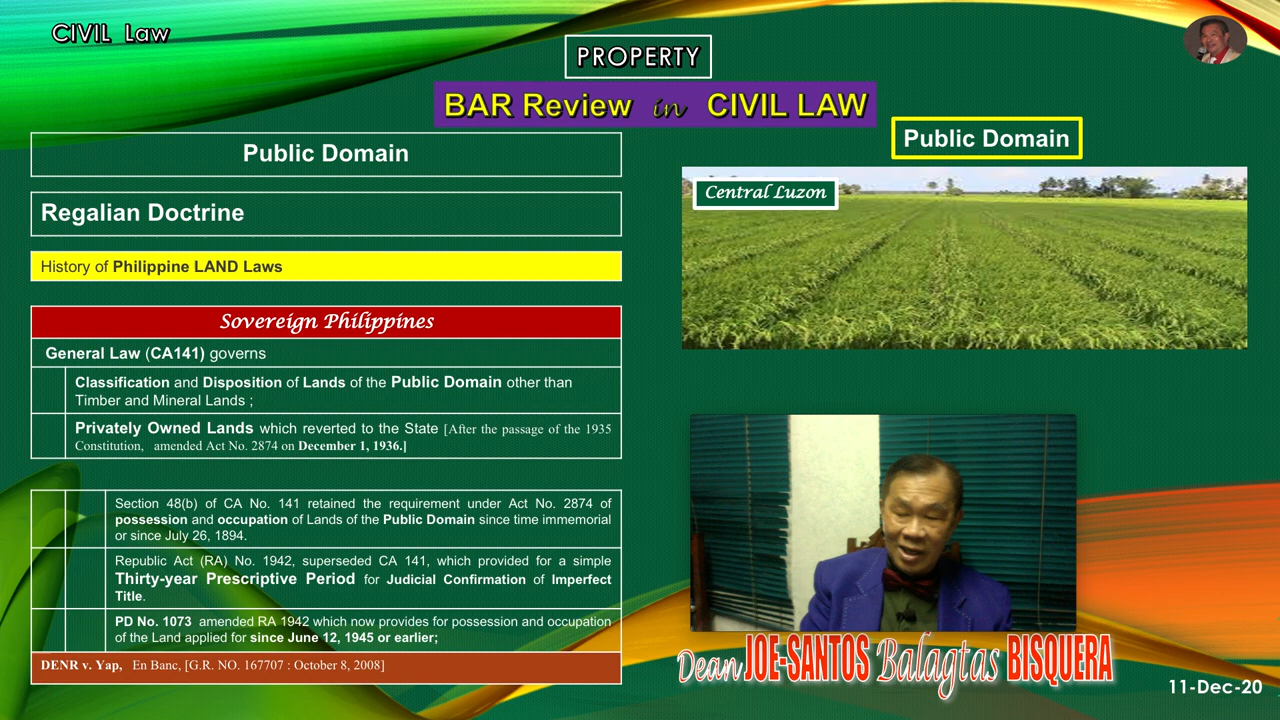 CIVIL Law
PROPERTY
BAR Review in CIVIL LAW
Public Domain
Regalian Doctrine
History of Philippine LAND Laws
Sovereign Philippines
General Law (CA141) governs
Classification and Disposition of Lands of the Public Domain other than
Timber and Mineral Lands ;
Privately Owned Lands which reverted to the State [After the passage of the 1935
Constitution, amended Act No. 2874 on December 1, 1936.]
Section 48(b) of CA No. 141 retained the requirement under Act No. 2874 of
possession and occupation of Lands of the Public Domain since time immemorial
or since July 26, 1894.
Republic Act (RA) No. 1942, superseded CA 141, which provided for a simple
Thirty-year Prescriptive Period for Judicial Confirmation of Imperfect
Title.
PD No. 1073 amended RA 1942 which now provides for possession and occupation
of the Land applied for since June 12, 1945 or earlier;
DENR v. Yap, En Banc, [G.R. NO. 167707 : October 8, 2008]
Public Domain
Central Luzon
Dean JOE-SANTOS Balagtas BISQUERA
11-Dec-20